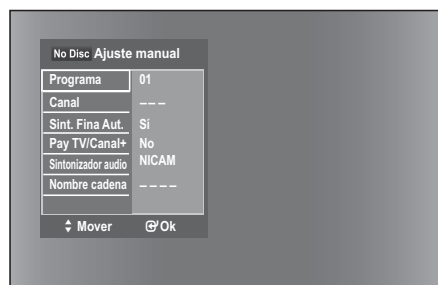 No Disc Ajuste manual
Programa 01
Canal – – –
Sint. Fina Aut. Sí
Pay TV/Canal+ No
Sintonizador audio NICAM
Nombre cadena – – – –
Mover Ok